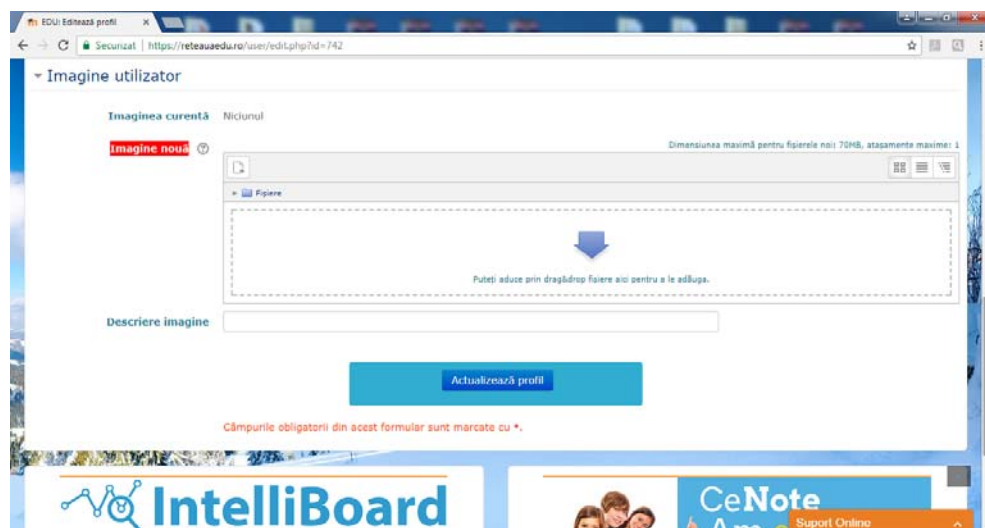 EDU: Editează profil
Securizat | https://reteauaedu.ro/user/edit.php?id=742
Imagine utilizator
Imaginea curentă Niciunul
Imagine nouă
Dimensiunea maximă pentru fișierele noi: 70MB, atașamente maxime: 1
Fișiere
Puteți aduce prin drag&drop fișiere aici pentru a le adăuga.
Descriere imagine
Actualizează profil
Câmpurile obligatorii din acest formular sunt marcate cu *.
IntelliBoard
CeNote
Am
Suport Online